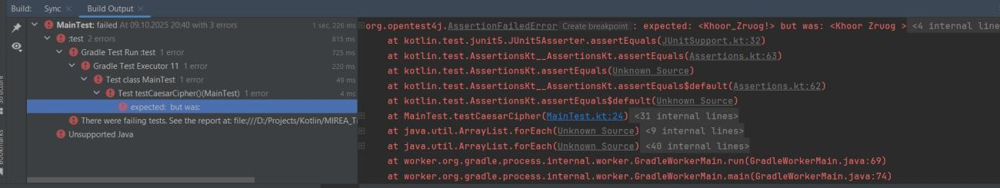 Build: Sync × Build Output ×
MainTest: failed At 09.10.2025 20:40 with 3 errors 1 sec, 226 ms
:test 2 errors 815 ms
Gradle Test Run :test 1 error 725 ms
Gradle Test Executor 11 1 error 220 ms
Test class MainTest 1 error 49 ms
Test testCaesarCipher()(MainTest) 1 error 4 ms
expected: but was:
There were failing tests. See the report at: file:///D:/Projects/Kotlin/MIREA_T
Unsupported Java
org.opentest4j.AssertionFailedError Create breakpoint : expected: <Khoor_Zruog!> but was: <Khoor Zruog > <4 internal line
at kotlin.test.junit5.JUnit5Asserter.assertEquals(JUnitSupport.kt:32)
at kotlin.test.AssertionsKt__AssertionsKt.assertEquals(Assertions.kt:63)
at kotlin.test.AssertionsKt.assertEquals(Unknown Source)
at kotlin.test.AssertionsKt__AssertionsKt.assertEquals$default(Assertions.kt:62)
at kotlin.test.AssertionsKt.assertEquals$default(Unknown Source)
at MainTest.testCaesarCipher(MainTest.kt:24) <31 internal lines>
at java.util.ArrayList.forEach(Unknown Source) <9 internal lines>
at java.util.ArrayList.forEach(Unknown Source) <40 internal lines>
at worker.org.gradle.process.internal.worker.GradleWorkerMain.run(GradleWorkerMain.java:69)
at worker.org.gradle.process.internal.worker.GradleWorkerMain.main(GradleWorkerMain.java:74)